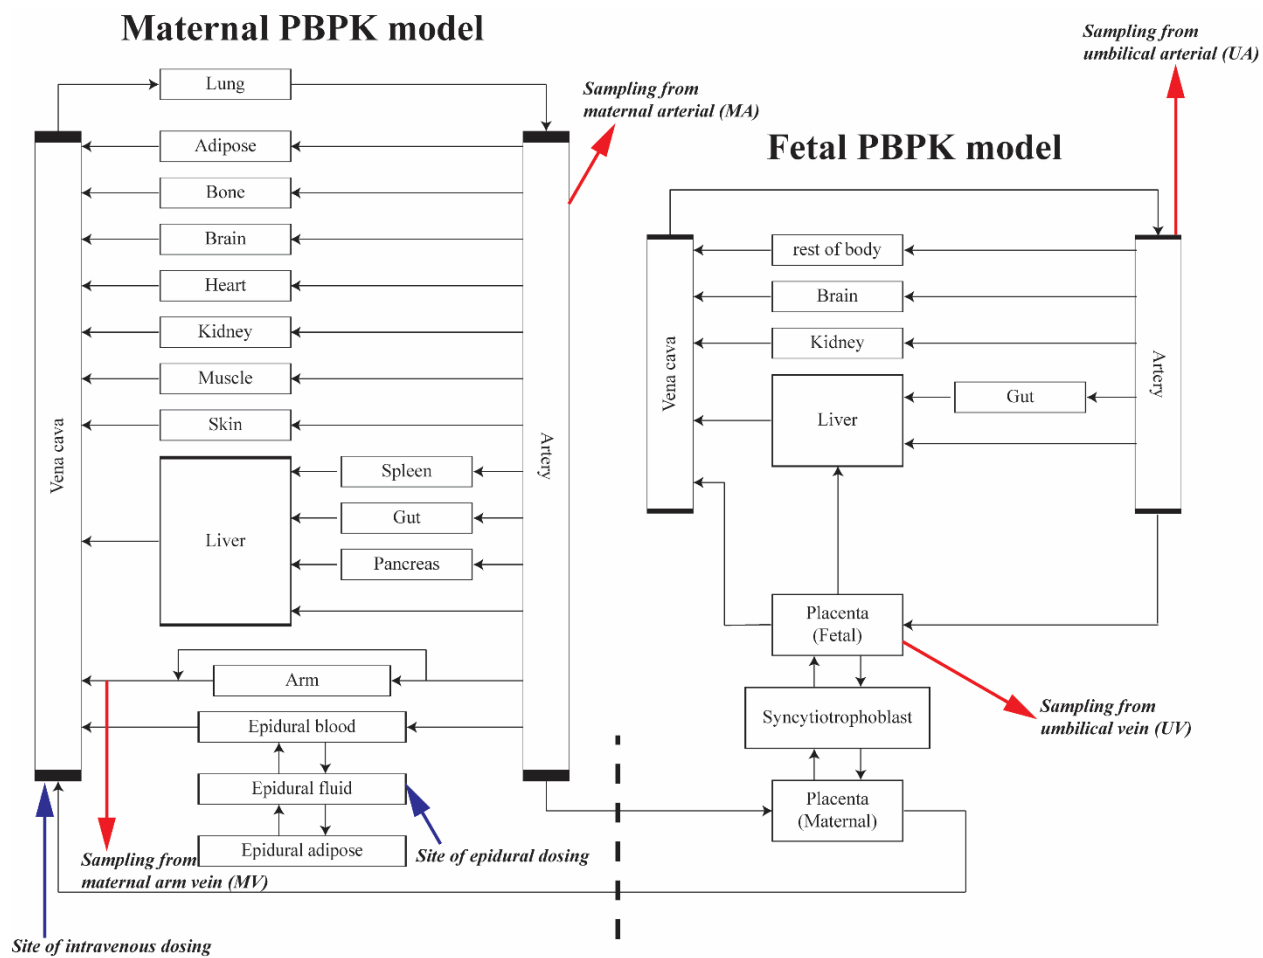 Maternal PBPK model
Lung
Adipose
Bone
Brain
Heart
Kidney
Muscle
Skin
Spleen
Gut
Pancreas
Liver
Arm
Epidural blood
Epidural fluid
Epidural adipose
Vena cava
Artery
Sampling from
maternal arterial (MA)
Sampling from
maternal arm vein (MV)
Site of epidural dosing
Site of intravenous dosing
Fetal PBPK model
Sampling from
umbilical arterial (UA)
rest of body
Brain
Kidney
Liver
Gut
Vena cava
Artery
Placenta
(Fetal)
Syncytiotrophoblast
Placenta
(Maternal)
Sampling from
umbilical vein (UV)